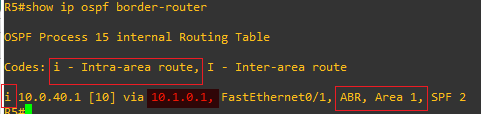 R5#show ip ospf border-router
OSPF Process 15 internal Routing Table
Codes: i - Intra-area route, I - Inter-area route
i 10.0.40.1 [10] via 10.1.0.1, FastEthernet0/1, ABR, Area 1, SPF 2
R5#